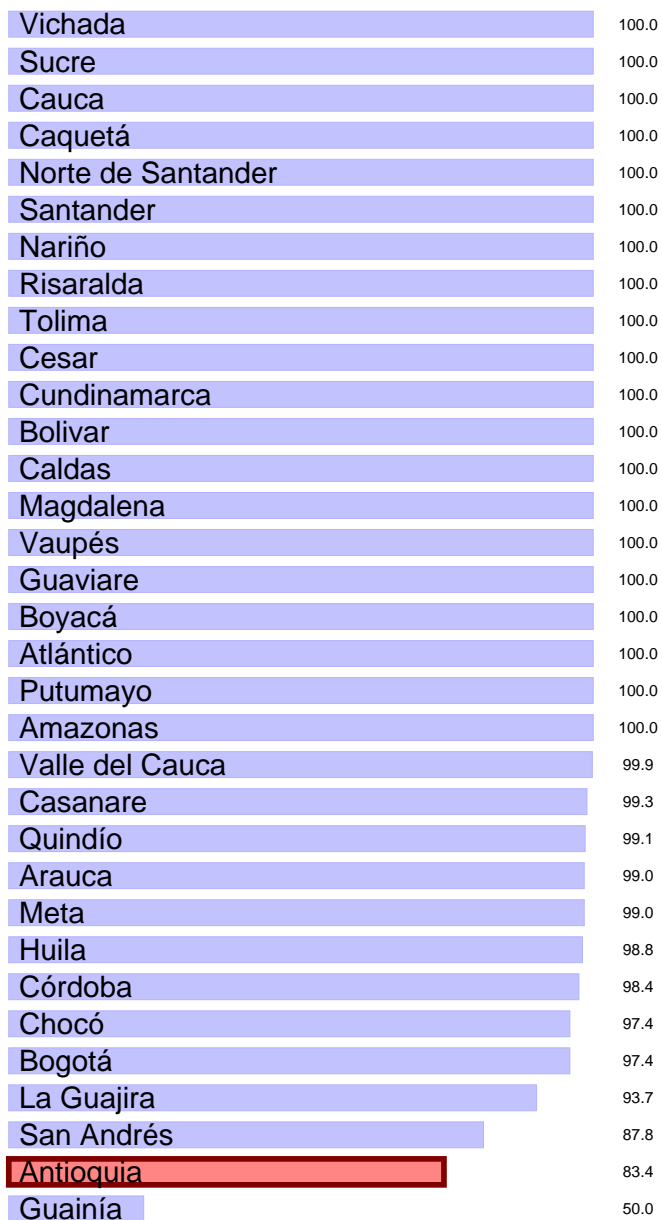 Vichada 100.0
Sucre 100.0
Cauca 100.0
Caquetá 100.0
Norte de Santander 100.0
Santander 100.0
Nariño 100.0
Risaralda 100.0
Tolima 100.0
Cesar 100.0
Cundinamarca 100.0
Bolivar 100.0
Caldas 100.0
Magdalena 100.0
Vaupés 100.0
Guaviare 100.0
Boyacá 100.0
Atlántico 100.0
Putumayo 100.0
Amazonas 100.0
Valle del Cauca 99.9
Casanare 99.3
Quindío 99.1
Arauca 99.0
Meta 99.0
Huila 98.8
Córdoba 98.4
Chocó 97.4
Bogotá 97.4
La Guajira 93.7
San Andrés 87.8
Antioquia 83.4
Guainía 50.0